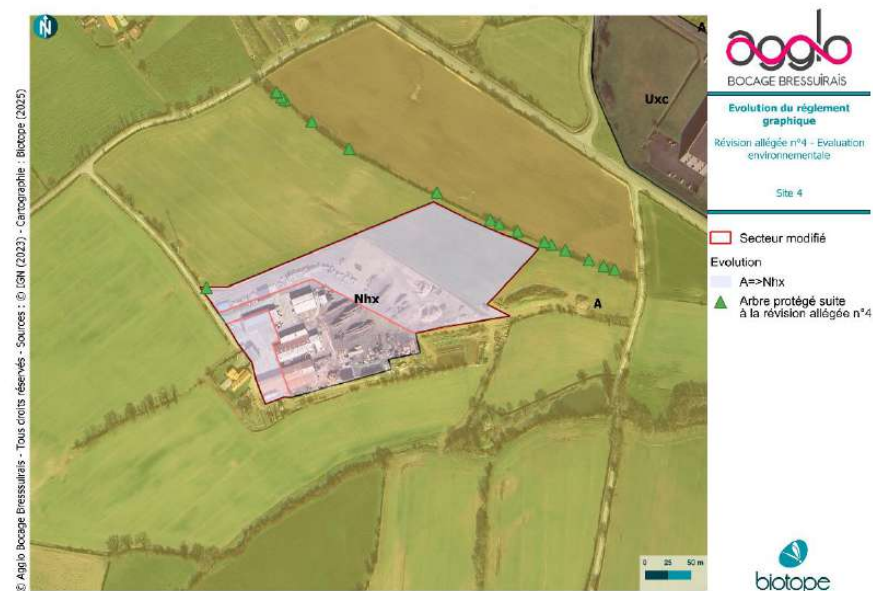 N
A
Uxc
Nhx
A
0 25 50 m
© Agglo Bocage Bressuirais - Tous droits réservés - Sources : © IGN (2023) - Cartographie : Biotope (2025)
agglo
BOCAGE BRESSUIRAIS
Evolution du réglement
graphique
Révision allégée n°4 - Evaluation
environnementale
Site 4
Secteur modifié
Evolution
A=>Nhx
Arbre protégé suite
à la révision allégée n°4
biotope